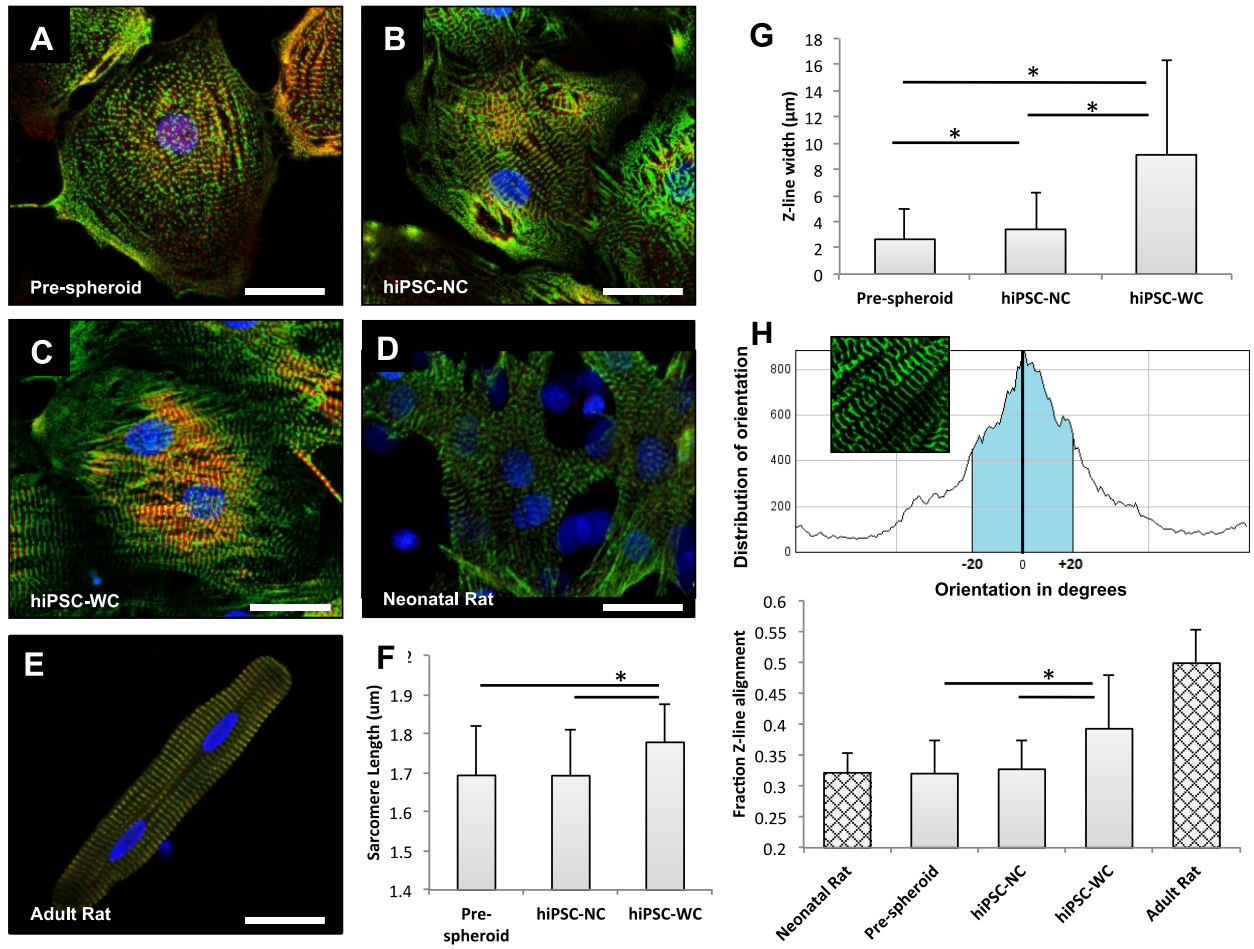 A
Pre-spheroid
B
hiPSC-NC
C
hiPSC-WC
D
Neonatal Rat
E
Adult Rat
F
Sarcomere Length (um)
1.9
1.8
1.7
1.6
1.5
1.4
*
Pre-
spheroid
hiPSC-NC
hiPSC-WC
G
Z-line width (μm)
18
16
14
12
10
8
6
4
2
0
*
*
*
Pre-spheroid
hiPSC-NC
hiPSC-WC
H
Distribution of orientation
800
600
400
200
0
-20
0
+20
Orientation in degrees
Fraction Z-line alignment
0.6
0.55
0.5
0.45
0.4
0.35
0.3
0.25
0.2
*
Neonatal Rat
Pre-spheroid
hiPSC-NC
hiPSC-WC
Adult Rat